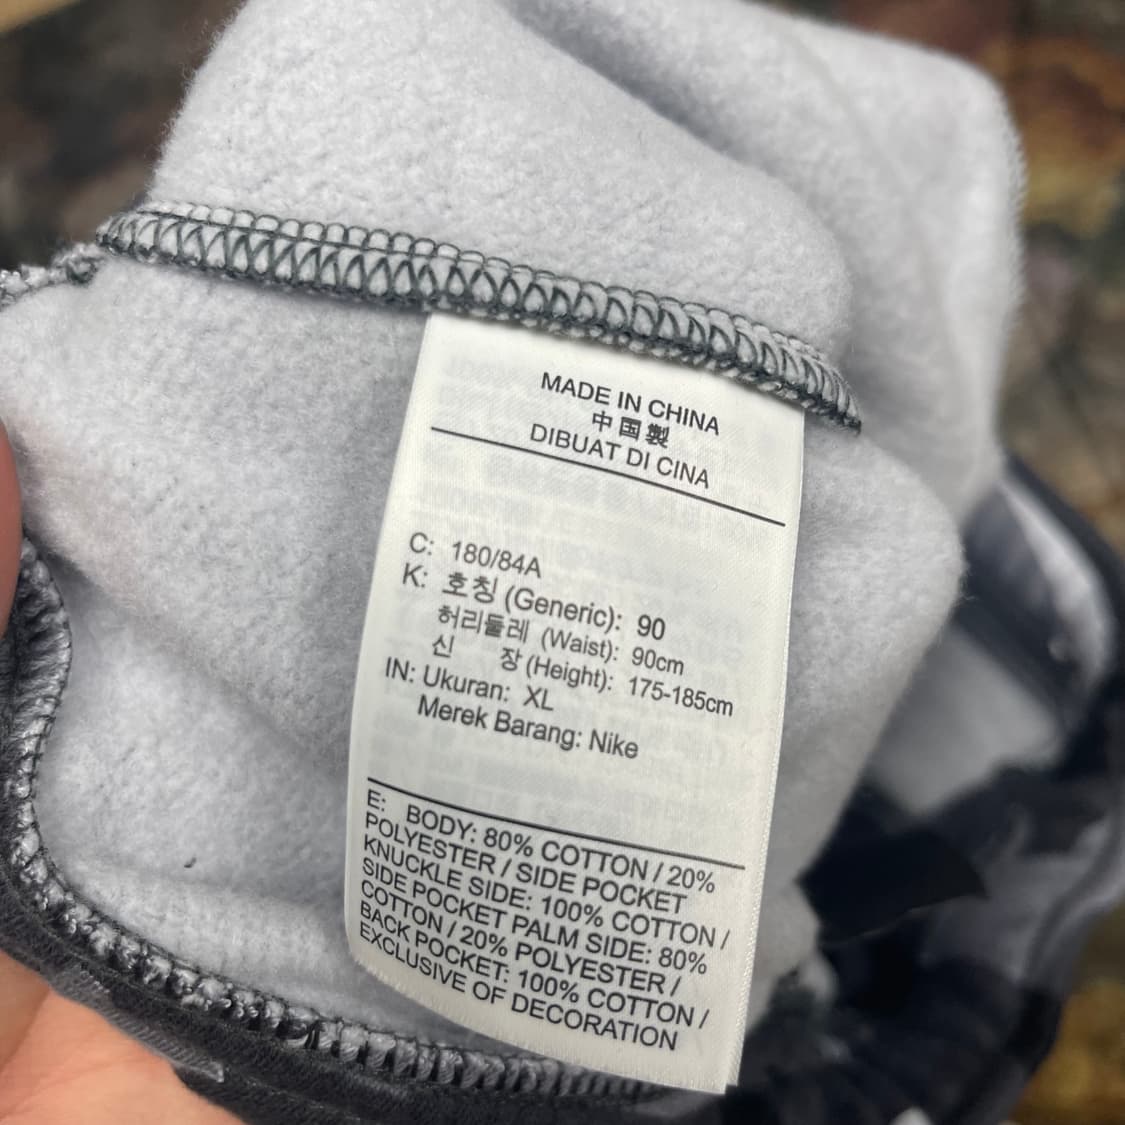 MADE IN CHINA
中国製
DIBUAT DI CINA
C: 180/84A
K: 호칭 (Generic): 90
허리둘레 (Waist): 90cm
신 장 (Height): 175-185cm
IN: Ukuran: XL
Merek Barang: Nike
E: BODY: 80% COTTON / 20%
POLYESTER / SIDE POCKET
KNUCKLE SIDE: 100% COTTON /
SIDE POCKET PALM SIDE: 80%
COTTON / 20% POLYESTER /
BACK POCKET: 100% COTTON /
EXCLUSIVE OF DECORATION